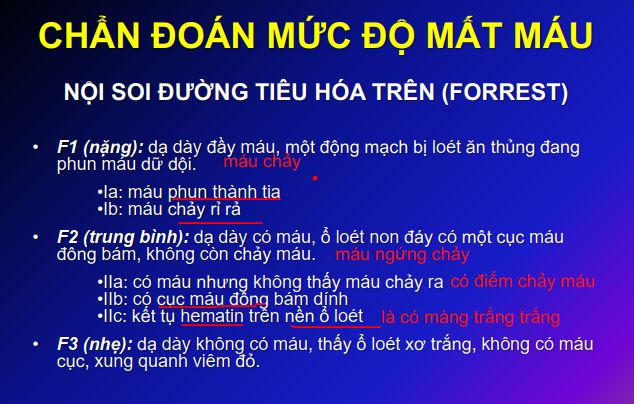 CHẨN ĐOÁN MỨC ĐỘ MẤT MÁU
NỘI SOI ĐƯỜNG TIÊU HÓA TRÊN (FORREST)
• F1 (nặng): dạ dày đầy máu, một động mạch bị loét ăn thủng đang
phun máu dữ dội. máu chảy
•Ia: máu phun thành tia
•Ib: máu chảy rỉ rả
• F2 (trung bình): dạ dày có máu, ổ loét non đáy có một cục máu
đông bám, không còn chảy máu. máu ngừng chảy
•IIa: có máu nhưng không thấy máu chảy ra có điếm chảy máu
•IIb: có cục máu đông bám dính
•IIc: kết tụ hematin trên nền ổ loét là có màng trắng trắng
• F3 (nhẹ): dạ dày không có máu, thấy ổ loét xơ trắng, không có máu
cục, xung quanh viêm đỏ.